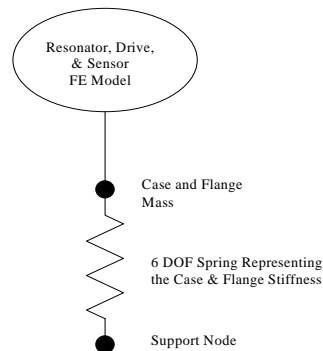 Resonator, Drive,
& Sensor
FE Model
Case and Flange
Mass
6 DOF Spring Representing
the Case & Flange Stiffness
Support Node